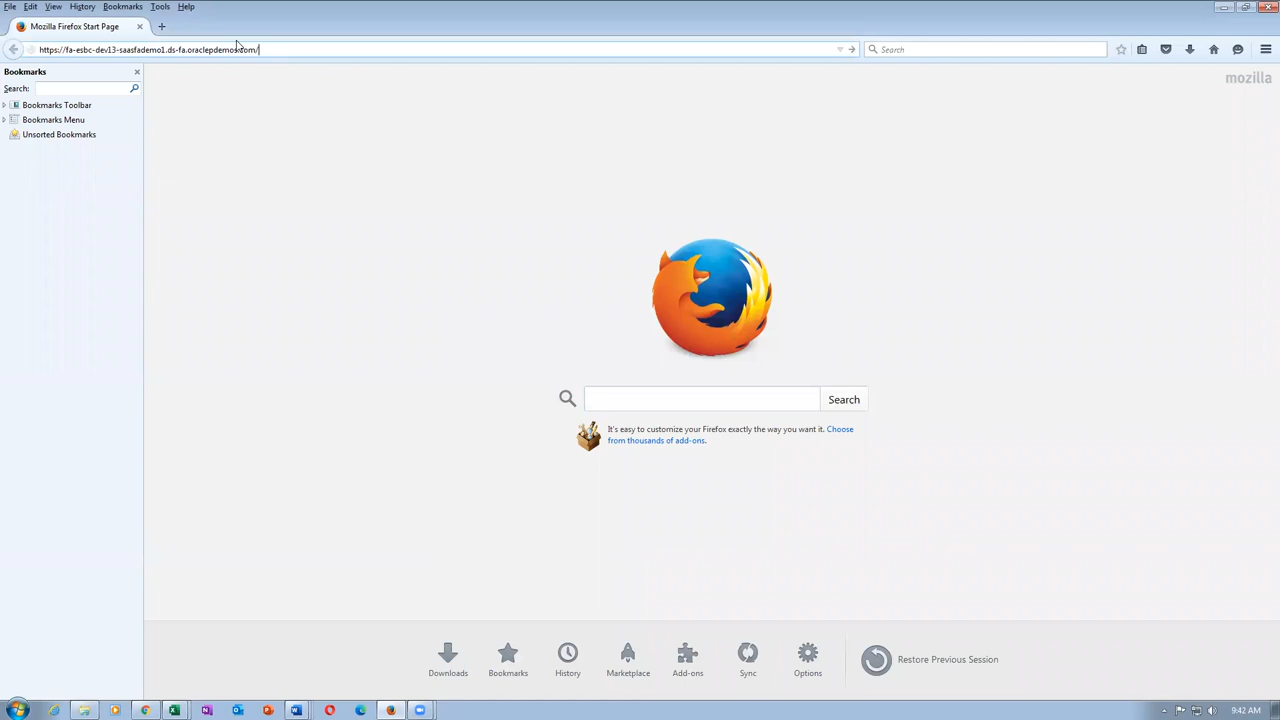 File Edit View History Bookmarks Tools Help
Mozilla Firefox Start Page
https://fa-esbc-dev13-saasfademo1.ds-fa.oraclepdemos.com/
Search
Bookmarks
mozilla
Search:
Bookmarks Toolbar
Bookmarks Menu
Unsorted Bookmarks
Search
It's easy to customize your Firefox exactly the way you want it. Choose
from thousands of add-ons.
Downloads Bookmarks History Marketplace Add-ons Sync Options
Restore Previous Session
9:42 AM